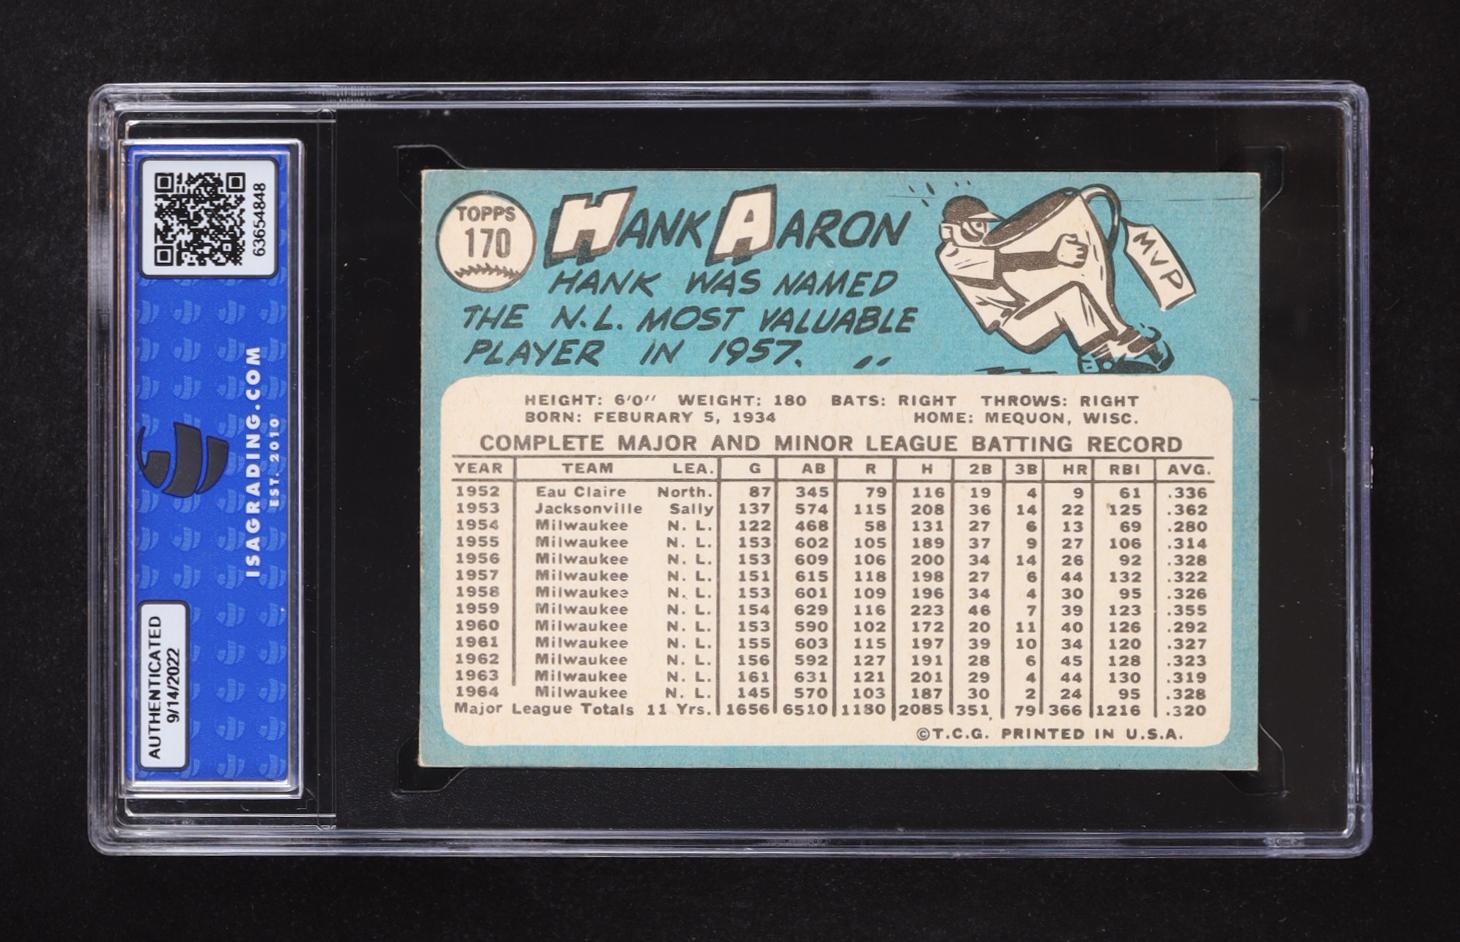 63654848
ISAGRADING.COM
EST. 2010
AUTHENTICATED
9/14/2022
TOPPS
170
HANK AARON
HANK WAS NAMED
THE N.L. MOST VALUABLE
PLAYER IN 1957.
MVP
HEIGHT: 6'0" WEIGHT: 180 BATS: RIGHT THROWS: RIGHT
BORN: FEBURARY 5, 1934 HOME: MEQUON, WISC.
COMPLETE MAJOR AND MINOR LEAGUE BATTING RECORD
YEAR TEAM LEA. G AB R H 2B 3B HR RBI AVG.
1952 Eau Claire North. 87 345 79 116 19 4 9 61 .336
1953 Jacksonville Sally 137 574 115 208 36 14 22 125 .362
1954 Milwaukee N. L. 122 468 58 131 27 6 13 69 .280
1955 Milwaukee N. L. 153 602 105 189 37 9 27 106 .314
1956 Milwaukee N. L. 153 609 106 200 34 14 26 92 .328
1957 Milwaukee N. L. 151 615 118 198 27 6 44 132 .322
1958 Milwaukee N. L. 153 601 109 196 34 4 30 95 .326
1959 Milwaukee N. L. 154 629 116 223 46 7 39 123 .355
1960 Milwaukee N. L. 153 590 102 172 20 11 40 126 .292
1961 Milwaukee N. L. 155 603 115 197 39 10 34 120 .327
1962 Milwaukee N. L. 156 592 127 191 28 6 45 128 .323
1963 Milwaukee N. L. 161 631 121 201 29 4 44 130 .319
1964 Milwaukee N. L. 145 570 103 187 30 2 24 95 .328
Major League Totals 11 Yrs. 1656 6510 1180 2085 351 79 366 1216 .320
©T.C.G. PRINTED IN U.S.A.